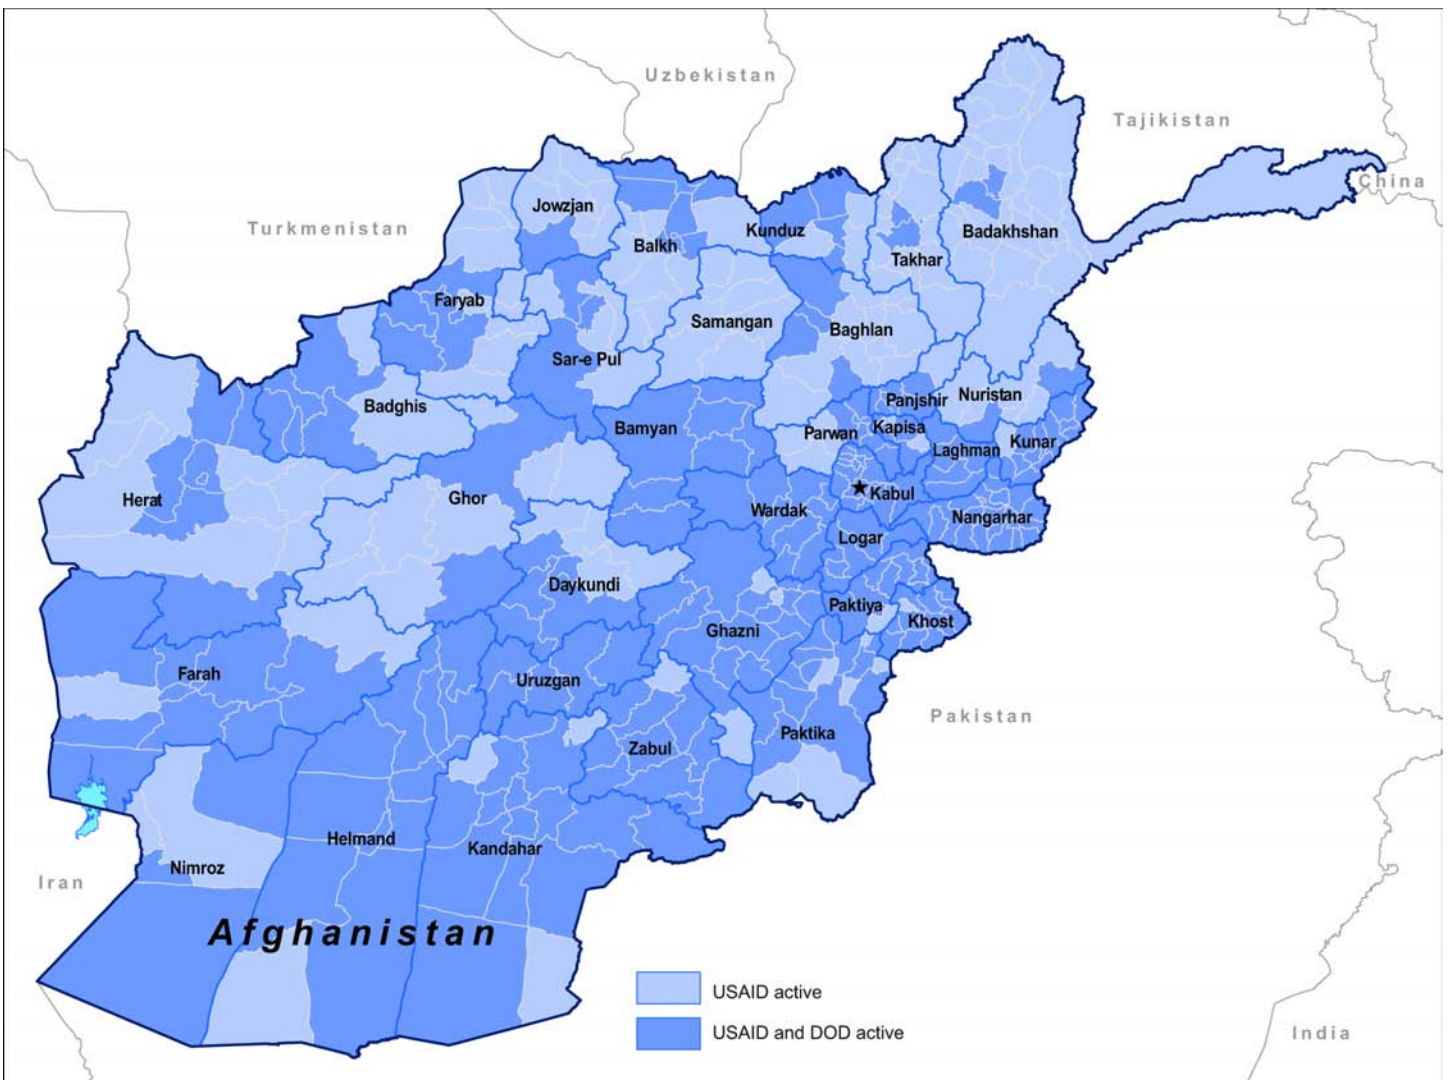 Uzbekistan
Tajikistan
China
Turkmenistan
Jowzjan
Balkh
Kunduz
Takhar
Badakhshan
Faryab
Samangan
Baghlan
Sar-e Pul
Badghis
Panjshir
Nuristan
Bamyan
Parwan
Kapisa
Laghman
Kunar
Herat
Ghor
Kabul
Wardak
Nangarhar
Logar
Daykundi
Paktiya
Khost
Ghazni
Farah
Uruzgan
Pakistan
Paktika
Zabul
Helmand
Kandahar
Nimroz
Iran
Afghanistan
USAID active
USAID and DOD active
India